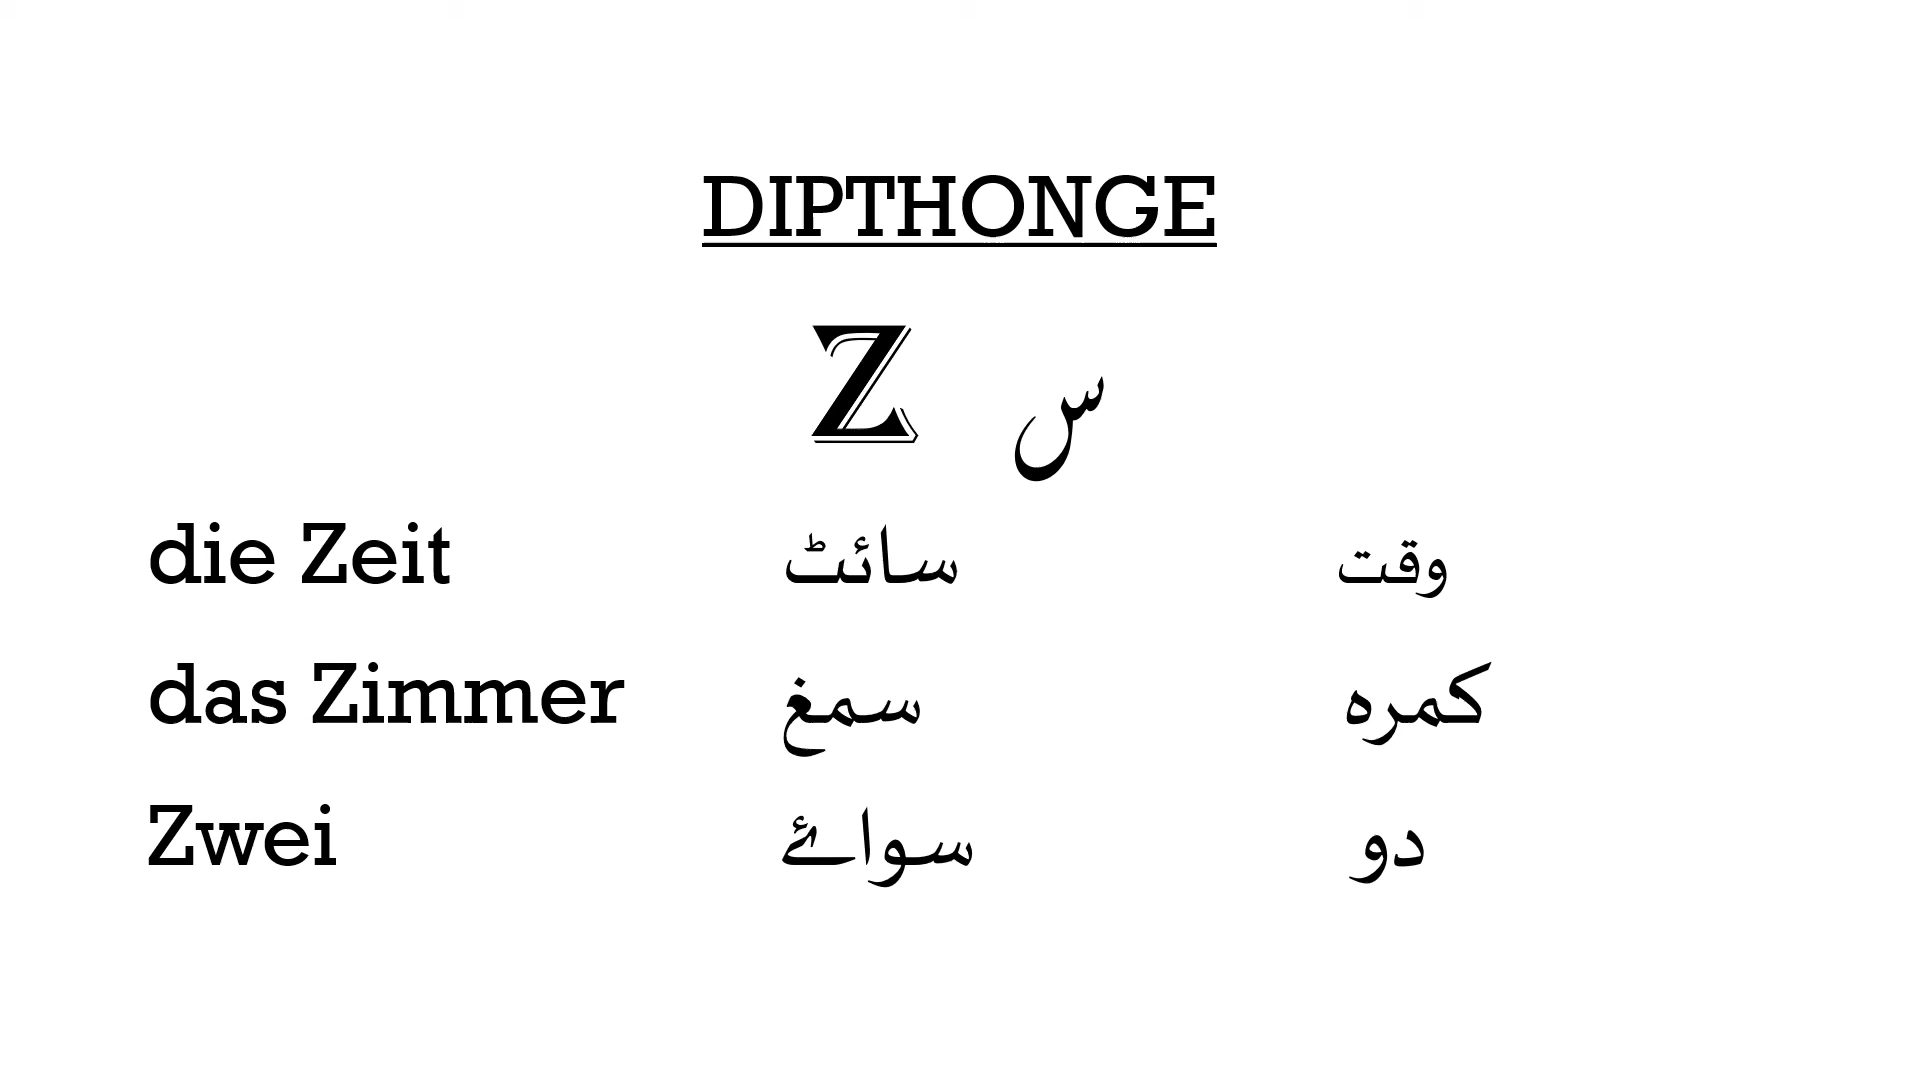 DIPTHONGE
Z س
die Zeit سائٹ وقت
das Zimmer سمغ کمرہ
Zwei سوائے دو